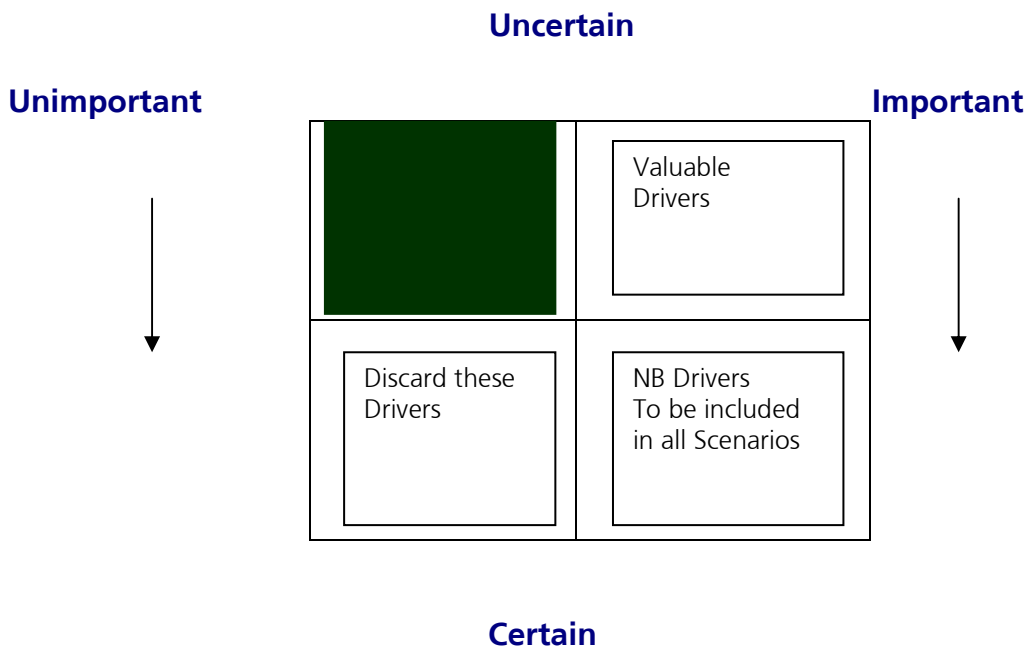 Uncertain
Unimportant
Important
Valuable
Drivers
Discard these
Drivers
NB Drivers
To be included
in all Scenarios
Certain